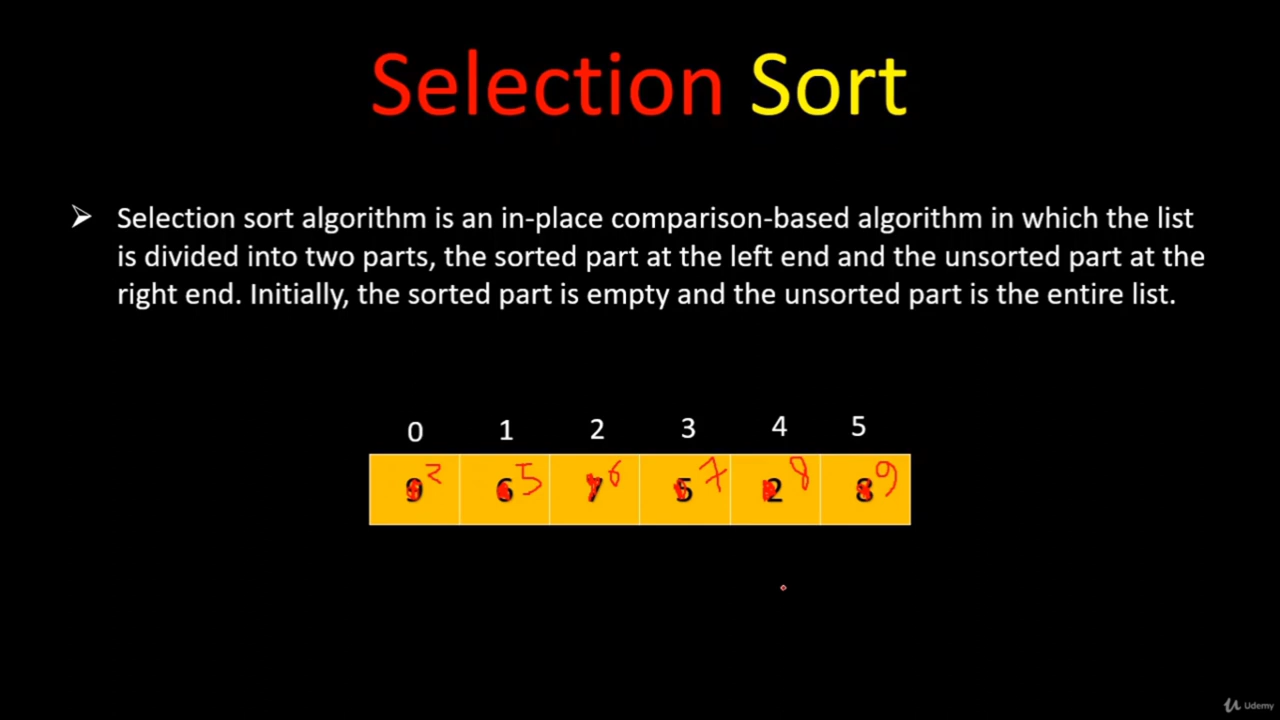 Selection Sort
➢ Selection sort algorithm is an in-place comparison-based algorithm in which the list
is divided into two parts, the sorted part at the left end and the unsorted part at the
right end. Initially, the sorted part is empty and the unsorted part is the entire list.
0 1 2 3 4 5
9 2 6 5 7 6 5 7 2 8 8 9
Udemy